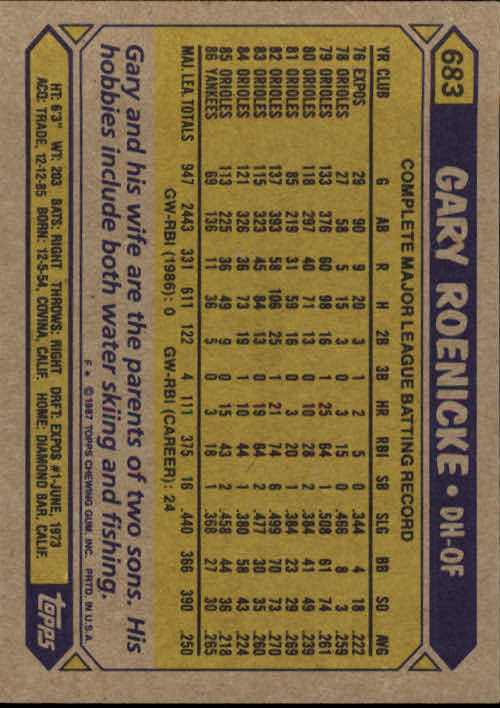 683
GARY ROENICKE • DH-OF
COMPLETE MAJOR LEAGUE BATTING RECORD
YR CLUB G AB R H 2B 3B HR RBI SB SLG BB SO AVG
76 EXPOS 29 90 9 20 3 1 2 5 0 .344 4 18 .222
78 ORIOLES 27 58 5 15 3 0 3 15 0 .466 8 3 .259
79 ORIOLES 133 376 60 98 16 1 25 64 1 .508 61 74 .261
80 ORIOLES 118 297 40 71 13 0 10 28 2 .384 41 49 .239
81 ORIOLES 85 219 31 59 16 0 3 20 1 .384 23 29 .269
82 ORIOLES 137 393 58 106 25 1 21 74 6 .499 70 73 .270
83 ORIOLES 115 323 45 84 13 0 19 64 2 .477 30 35 .260
84 ORIOLES 121 326 36 73 19 1 10 44 1 .380 58 43 .224
85 ORIOLES 113 225 36 49 9 0 15 43 2 .458 44 36 .218
86 YANKEES 69 136 11 36 5 0 3 18 1 .368 27 30 .265
MAJ. LEA. TOTALS 947 2443 331 611 122 4 111 375 16 .440 366 390 .250
GW-RBI (1986): 0 GW-RBI (CAREER): 24
Gary and his wife are the parents of two sons. His
hobbies include both water skiing and fishing.
F * © 1987 TOPPS CHEWING GUM, INC. PRTD. IN U.S.A.
HT: 6'3" WT: 203 BATS: RIGHT THROWS: RIGHT DRFT: EXPOS #1-JUNE, 1973
ACQ: TRADE, 12-12-85 BORN: 12-5-54, COVINA, CALIF. HOME: DIAMOND BAR, CALIF.
TOPPS